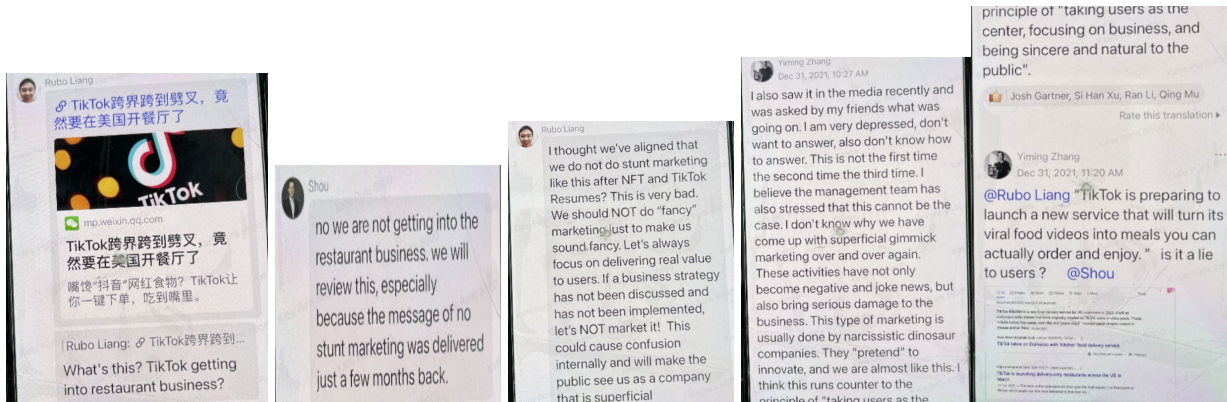 Rubo Liang
TikTok跨界跨到劈叉，竟
然要在美国开餐厅了
TikTok
mp.weixin.qq.com
TikTok跨界跨到劈叉，竟
然要在美国开餐厅了
嘴馋"抖音"网红食物？TikTok让
你一键下单，吃到嘴里。
Rubo Liang: TikTok跨界跨到...
What's this? TikTok getting
into restaurant business?
Shou
no we are not getting into the
restaurant business. we will
review this, especially
because the message of no
stunt marketing was delivered
just a few months back.
Rubo Liang
I thought we've aligned that
we do not do stunt marketing
like this after NFT and TikTok
Resumes? This is very bad.
We should NOT do "fancy"
marketing just to make us
sound fancy. Let's always
focus on delivering real value
to users. If a business strategy
has not been discussed and
has not been implemented,
let's NOT market it! This
could cause confusion
internally and will make the
public see us as a company
that is superficial
Yiming Zhang
Dec 31, 2021, 10:27 AM
I also saw it in the media recently and
was asked by my friends what was
going on. I am very depressed, don't
want to answer, also don't know how
to answer. This is not the first time
the second time the third time. I
believe the management team has
also stressed that this cannot be the
case. I don't know why we have
come up with superficial gimmick
marketing over and over again.
These activities have not only
become negative and joke news, but
also bring serious damage to the
business. This type of marketing is
usually done by narcissistic dinosaur
companies. They "pretend" to
innovate, and we are almost like this. I
think this runs counter to the
principle of "taking users as the
principle of "taking users as the
center, focusing on business, and
being sincere and natural to the
public".
Josh Gartner, Si Han Xu, Ran Li, Qing Mu
Rate this translation
Yiming Zhang
Dec 31, 2021, 11:20 AM
@Rubo Liang "TikTok is preparing to
launch a new service that will turn its
viral food videos into meals you can
actually order and enjoy. " is it a lie
to users ? @Shou
TikTok is launching delivery-only restaurants across the US in
March